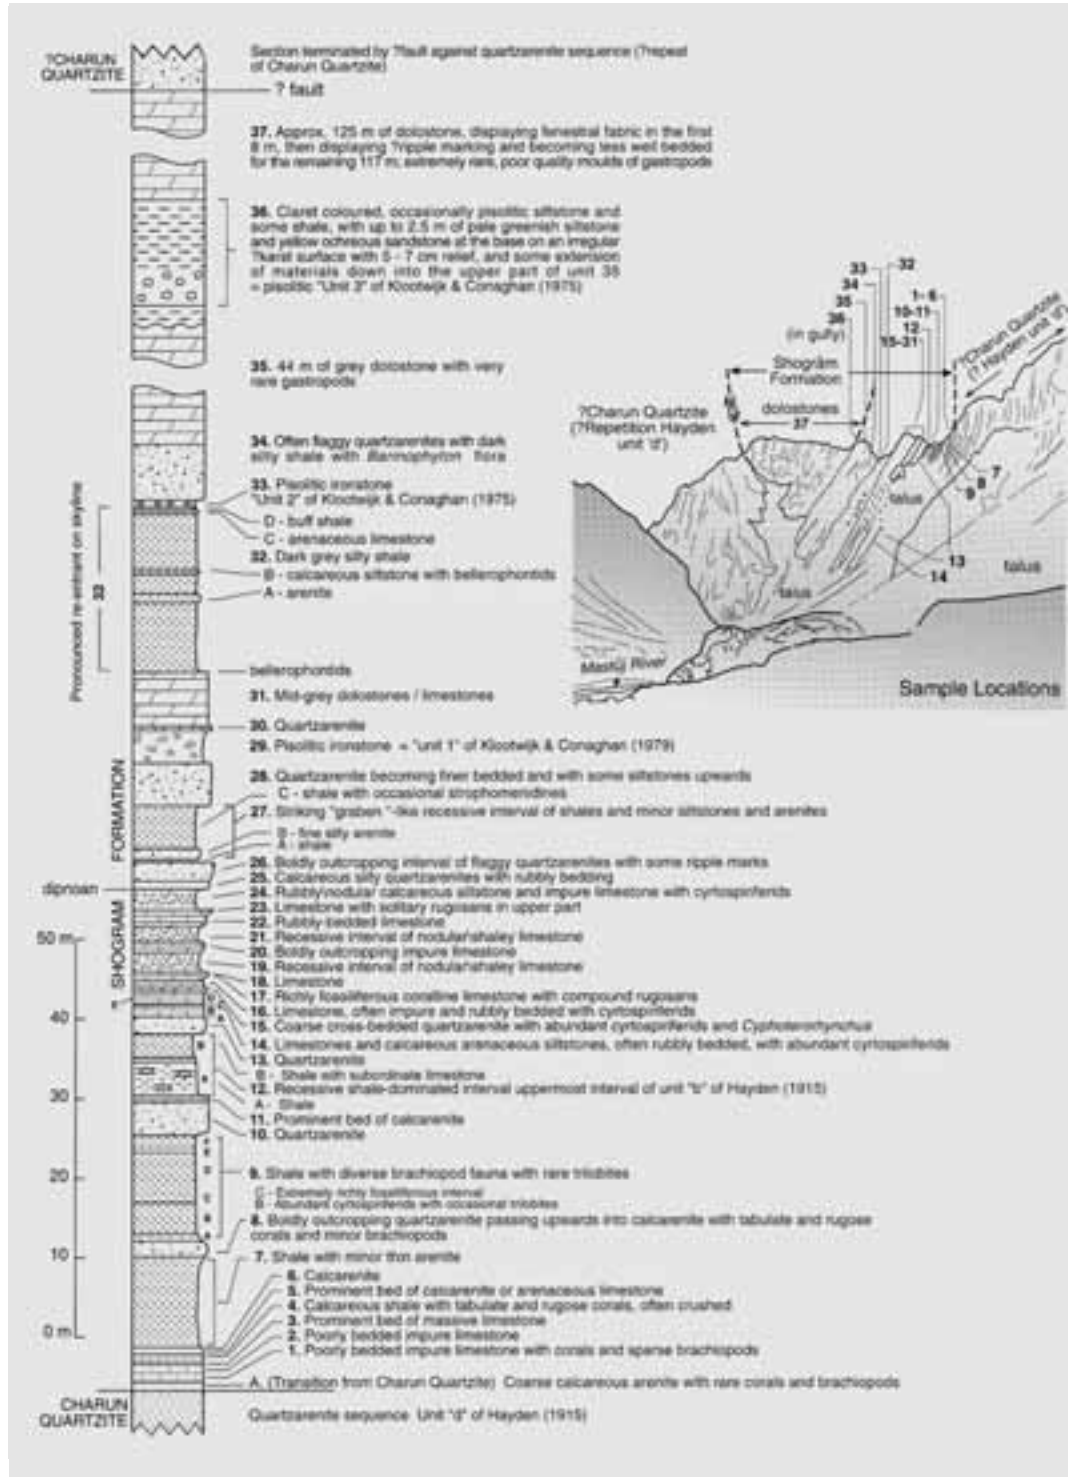 ?CHARUN
QUARTZITE
Section terminated by ?fault against quartzarenite sequence (?repeat
of Charun Quartzite)
? fault
37. Approx. 125 m of dolostone, displaying fenestral fabric in the first
8 m, then displaying ?ripple marking and becoming less well bedded
for the remaining 117 m; extremely rare, poor quality moulds of gastropods
36. Claret coloured, occasionally pisolitic siltstone and
some shale, with up to 2.5 m of pale greenish siltstone
and yellow ochreous sandstone at the base on an irregular
?karst surface with 5 - 7 cm relief, and some extension
of materials down into the upper part of unit 35
= pisolitic "Unit 3" of Klootwijk & Conaghan (1975)
35. 44 m of grey dolostone with very
rare gastropods
34. Often flaggy quartzarenites with dark
silty shale with flora
33. Pisolitic ironstone
"Unit 2" of Klootwijk & Conaghan (1975)
D - buff shale
C - arenaceous limestone
32. Dark grey silty shale
B - calcareous siltstone with bellerophontids
A - arenite
Pronounced re-entrant on skyline
33
bellerophontids
31. Mid-grey dolostones / limestones
30. Quartzarenite
29. Pisolitic ironstone = "unit 1" of Klootwijk & Conaghan (1979)
28. Quartzarenite becoming finer bedded and with some siltstones upwards
C - shale with occasional strophomenidines
27. Striking "graben "-like recessive interval of shales and minor siltstones and arenites
B - fine silty arenite
A - shale
26. Boldly outcropping interval of flaggy quartzarenites with some ripple marks
25. Calcareous silty quartzarenites with rubbly bedding
dipnoan
24. Rubbly\nodular calcareous siltstone and impure limestone with cyrtospiriferids
23. Limestone with solitary rugosans in upper part
22. Rubbly-bedded limestone
21. Recessive interval of nodular\shaley limestone
20. Boldly outcropping impure limestone
19. Recessive interval of nodular\shaley limestone
18. Limestone
17. Richly fossiliferous coralline limestone with compound rugosans
16. Limestone, often impure and rubbly bedded with cyrtospiriferids
15. Coarse cross-bedded quartzarenite with abundant cyrtospiriferids and Cyphoterorhynchus
14. Limestones and calcareous arenaceous siltstones, often rubbly bedded, with abundant cyrtospiriferids
13. Quartzarenite
B - Shale with subordinate limestone
12. Recessive shale-dominated interval uppermost interval of unit "b" of Hayden (1915)
A - Shale
11. Prominent bed of calcarenite
10. Quartzarenite
9. Shale with diverse brachiopod fauna with rare trilobites
C - Extremely richly fossiliferous interval
B - Abundant cyrtospiriferids with occasional trilobites
8. Boldly outcropping quartzarenite passing upwards into calcarenite with tabulate and rugose
corals and minor brachiopods
7. Shale with minor thin arenite
6. Calcarenite
5. Prominent bed of calcarenite or arenaceous limestone
4. Calcareous shale with tabulate and rugose corals, often crushed
3. Prominent bed of massive limestone
2. Poorly bedded impure limestone
1. Poorly bedded impure limestone with corals and sparse brachiopods
A. (Transition from Charun Quartzite) Coarse calcareous arenite with rare corals and brachiopods
CHARUN
QUARTZITE
Quartzarenite sequence Unit "d" of Hayden (1915)
SHOGRAM FORMATION
50 m
40
30
20
10
0 m
33
32
34
35
36
(in gully)
1- 6
10-11
12
15-31
Shogrām
Formation
?Charun Quartzite
(? Hayden unit 'd')
dolostones
37
?Charun Quartzite
(?Repetition Hayden
unit 'd')
7
8
9
talus
13
14
talus
talus
Mastuj River
Sample Locations